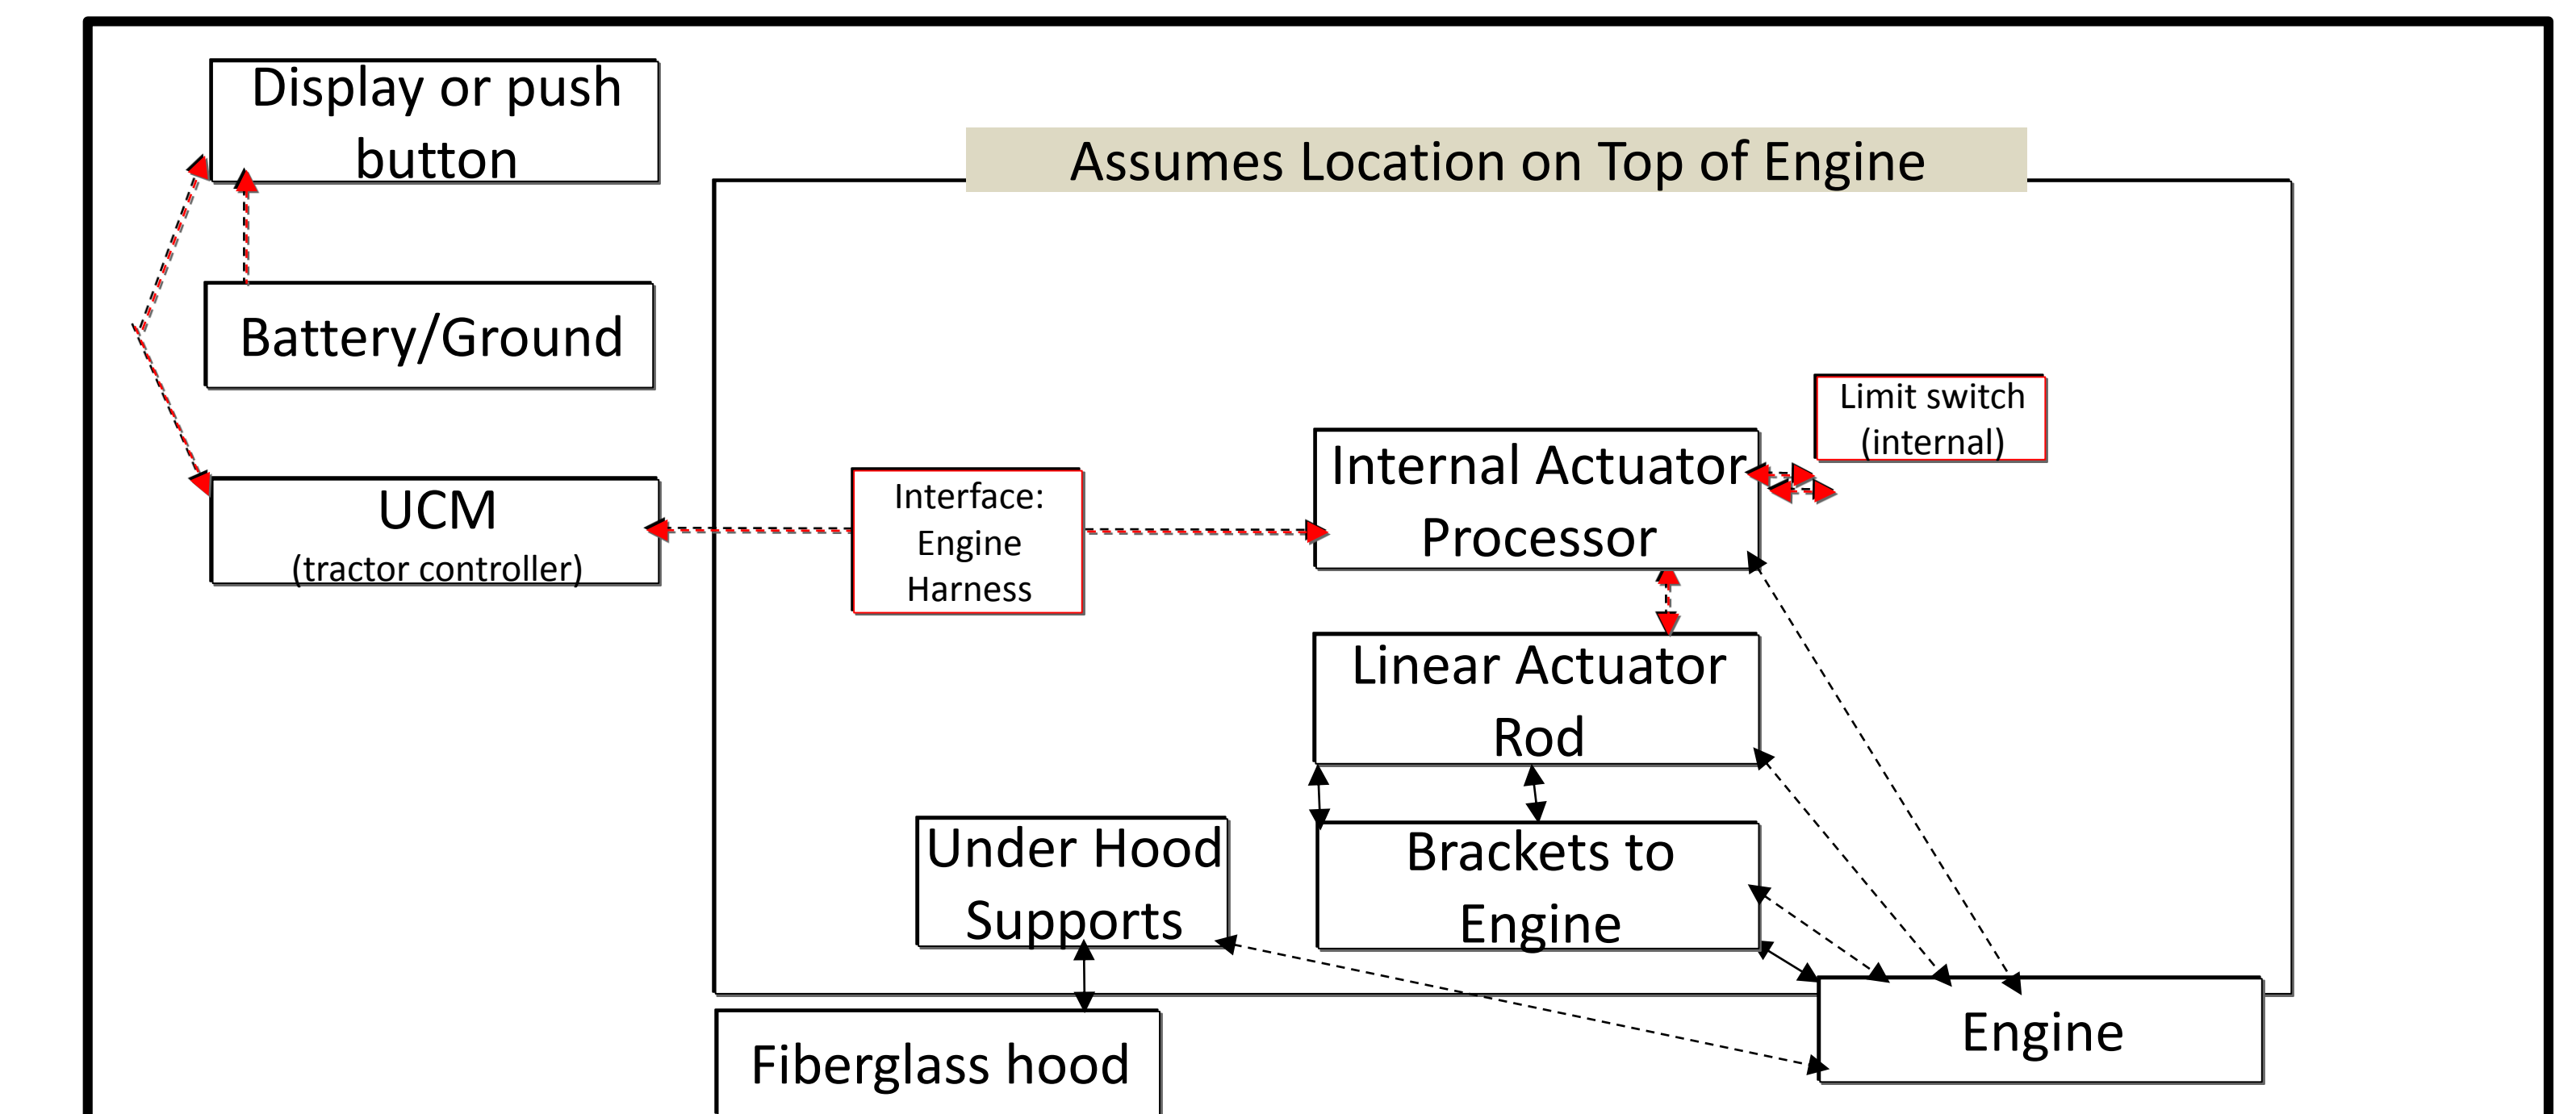 Display or push
button
Assumes Location on Top of Engine
Battery/Ground
Limit switch
(internal)
Internal Actuator
Processor
UCM
(tractor controller)
Interface:
Engine
Harness
Linear Actuator
Rod
Under Hood
Supports
Brackets to
Engine
Engine
Fiberglass hood